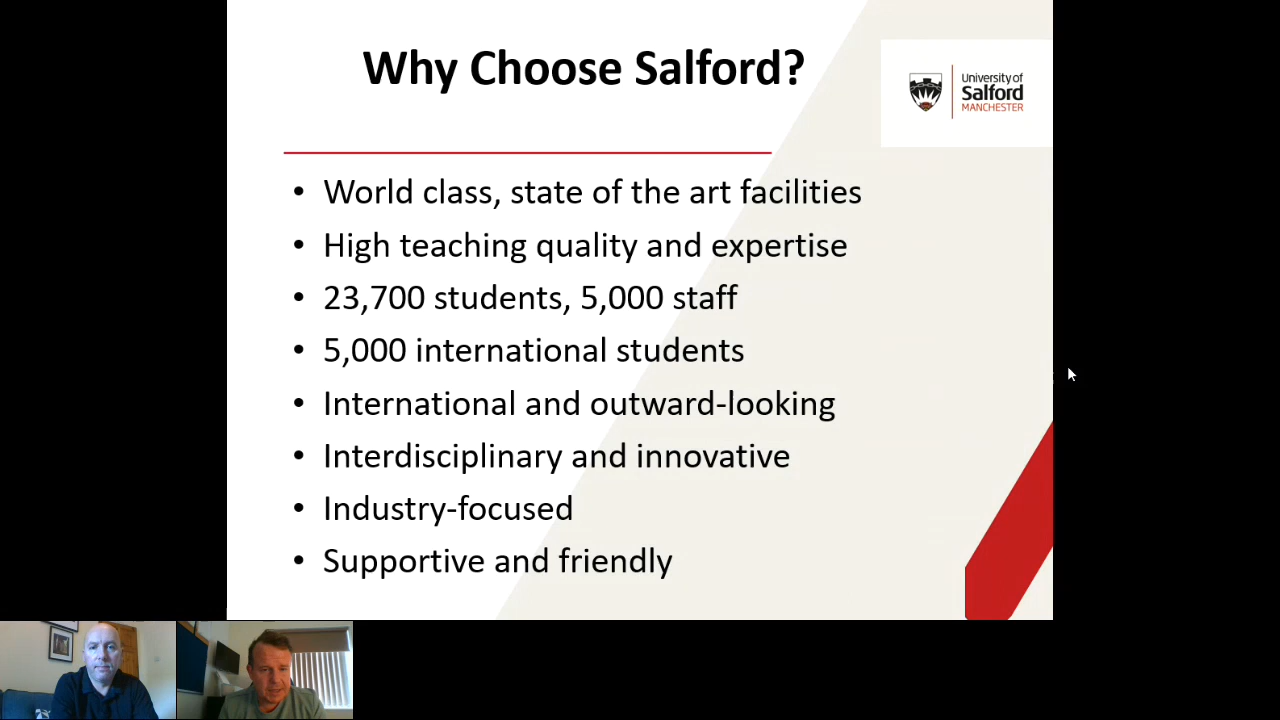 Why Choose Salford?
University of
Salford
MANCHESTER
• World class, state of the art facilities
• High teaching quality and expertise
• 23,700 students, 5,000 staff
• 5,000 international students
• International and outward-looking
• Interdisciplinary and innovative
• Industry-focused
• Supportive and friendly